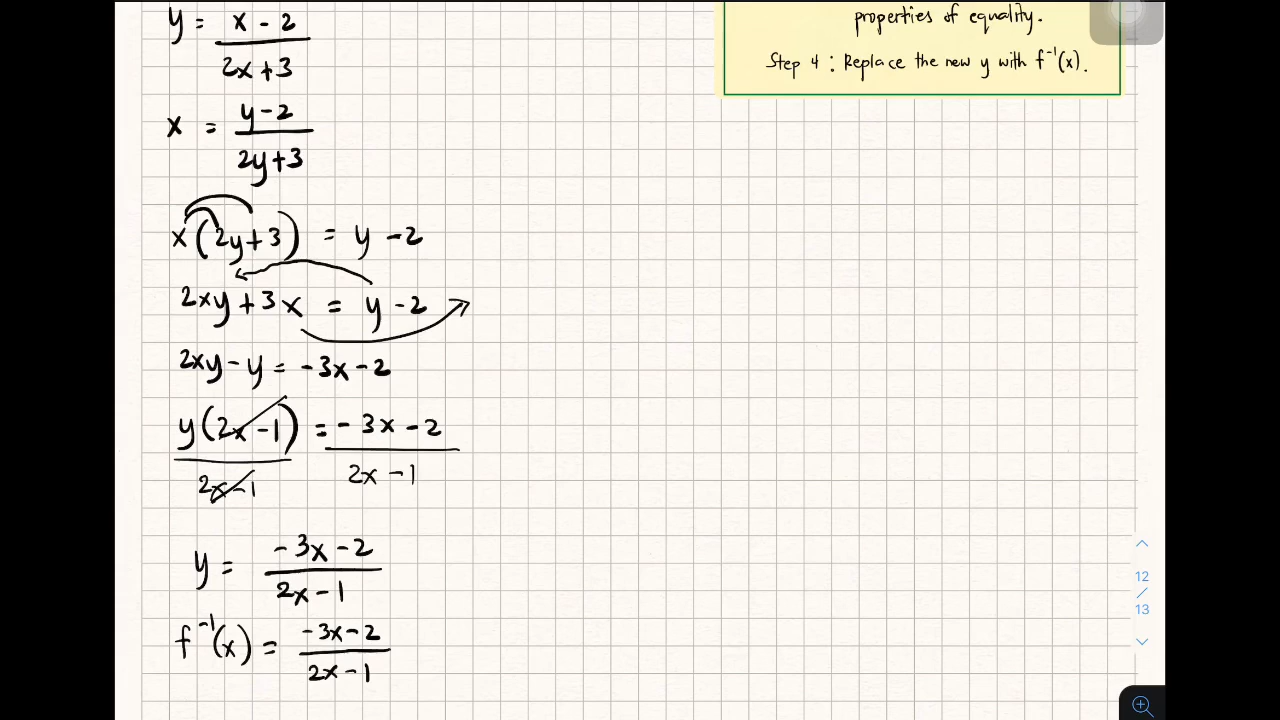 y = x - 2
2x + 3
x = y - 2
2y + 3
x(2y + 3) = y - 2
2xy + 3x = y - 2
2xy - y = -3x - 2
y(2x - 1) = -3x - 2
2x - 1 2x - 1
y = -3x - 2
2x - 1
f⁻¹(x) = -3x - 2
2x - 1
properties of equality.
Step 4 : Replace the new y with f⁻¹(x).
12
/
13